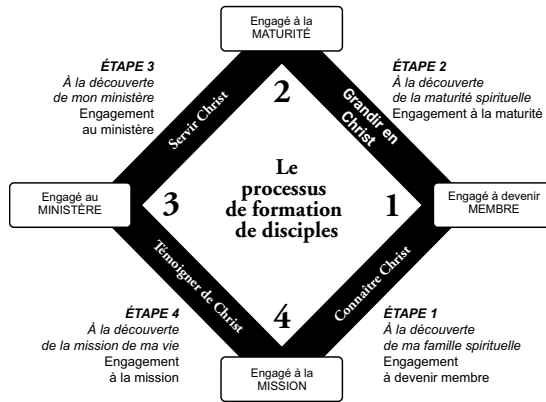 Engagé à la
MATURITÉ
ÉTAPE 3
À la découverte
de mon ministère
Engagement
au ministère
ÉTAPE 2
À la découverte
de la maturité spirituelle
Engagement à la maturité
Servir Christ
2
Grandir en
Christ
Engagé au
MINISTÈRE
3
Le
processus
de formation
de disciples
1
Engagé à devenir
MEMBRE
Témoigner de Christ
4
Connaître Christ
ÉTAPE 4
À la découverte
de la mission de ma vie
Engagement
à la mission
ÉTAPE 1
À la découverte
de ma famille spirituelle
Engagement
à devenir membre
Engagé à la
MISSION